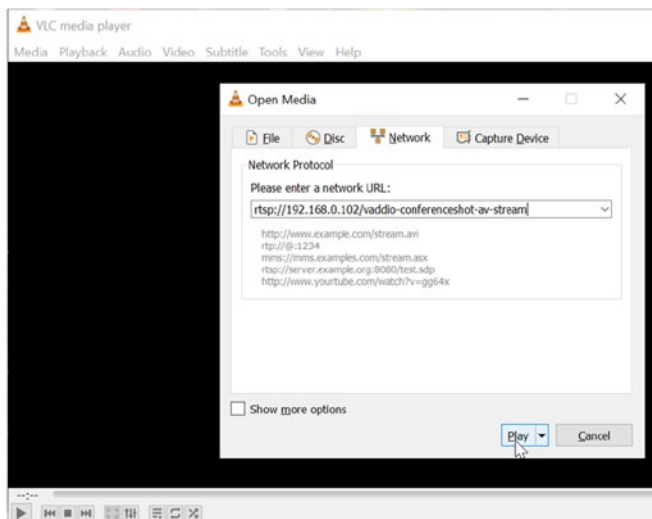 VLC media player
Media Playback Audio Video Subtitle Tools View Help
Open Media
File Disc Network Capture Device
Network Protocol
Please enter a network URL:
rtsp://192.168.0.102/vaddio-conferenceshot-av-stream
http://www.example.com/stream.avi
rtp://@:1234
mms://mms.examples.com/stream.asx
rtsp://server.example.org:8080/test.sdp
http://www.yourtube.com/watch?v=gg64x
Show more options
Play Cancel
--:--